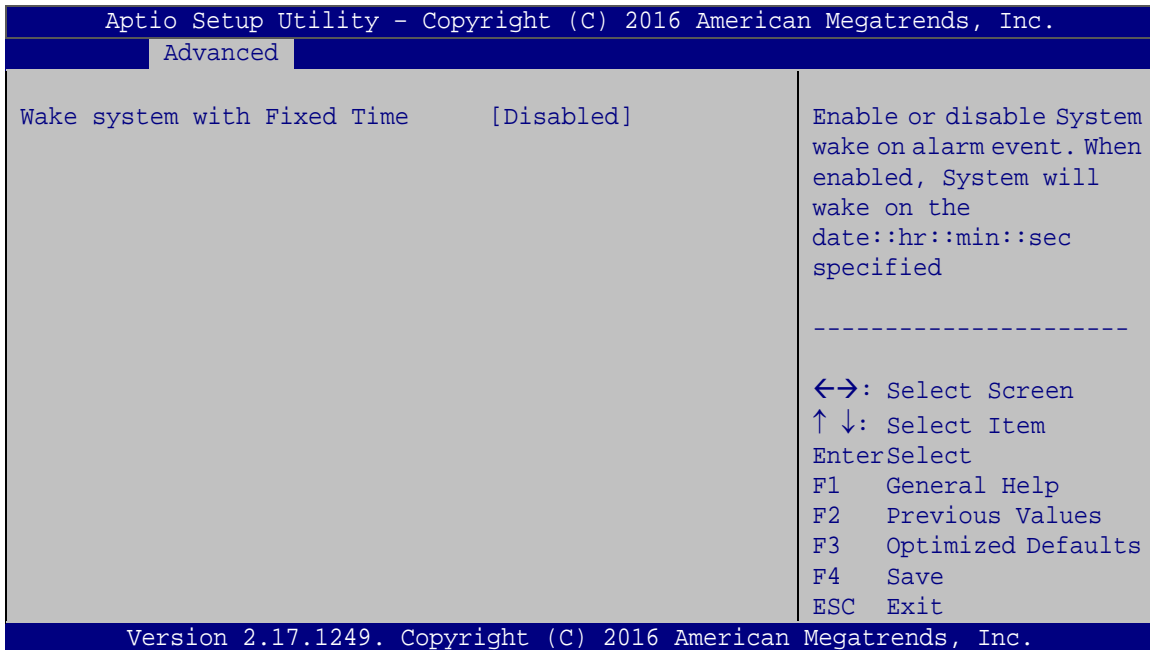 Aptio Setup Utility – Copyright (C) 2016 American Megatrends, Inc.
Advanced
Wake system with Fixed Time [Disabled]
Enable or disable System
wake on alarm event. When
enabled, System will
wake on the
date::hr::min::sec
specified
----------------------
←→: Select Screen
↑ ↓: Select Item
EnterSelect
F1 General Help
F2 Previous Values
F3 Optimized Defaults
F4 Save
ESC Exit
Version 2.17.1249. Copyright (C) 2016 American Megatrends, Inc.